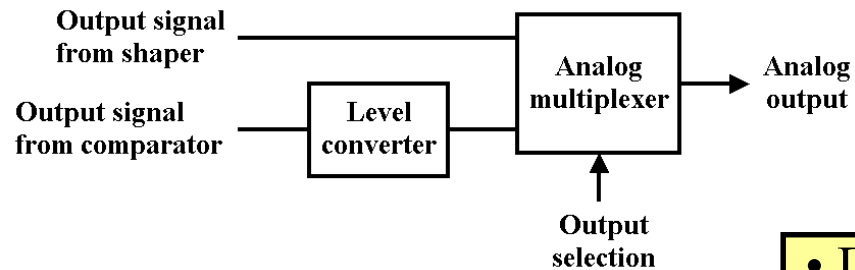 Output signal
from shaper
Output signal
from comparator
Level
converter
Analog
multiplexer
Analog
output
Output
selection
•